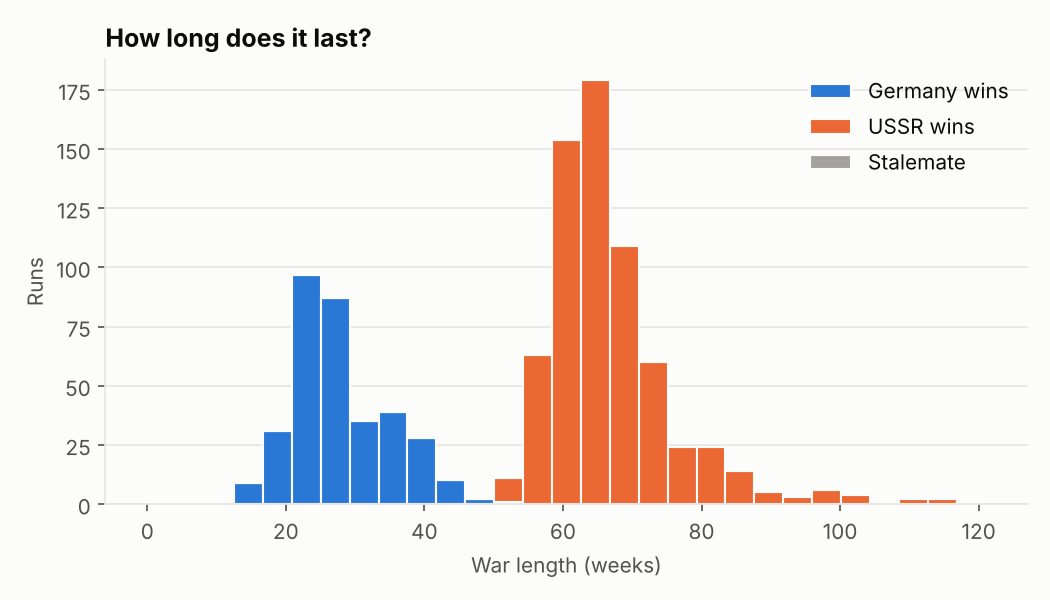 How long does it last?
175
150
125
100
75
50
25
0
Runs
Germany wins
USSR wins
Stalemate
0 20 40 60 80 100 120
War length (weeks)